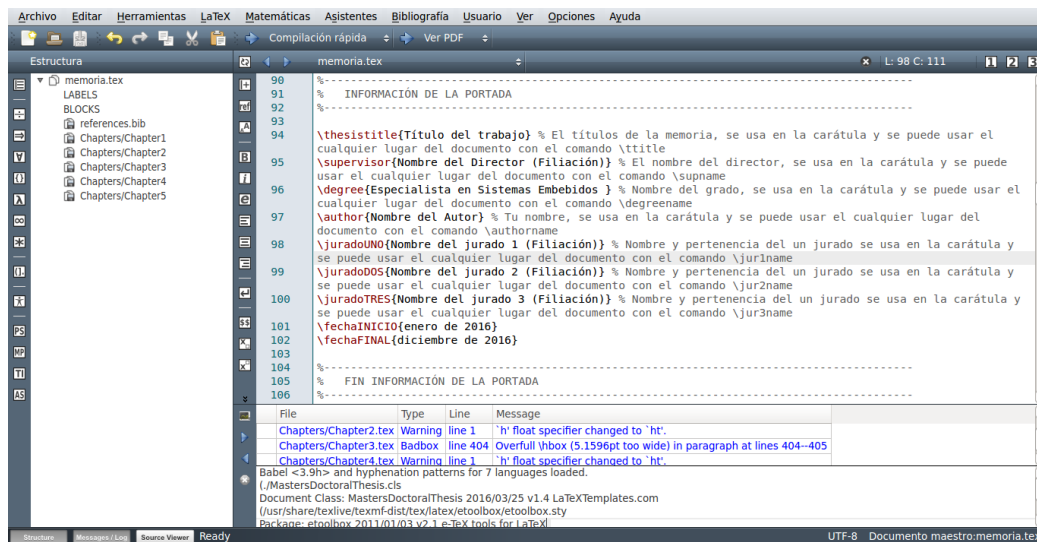 Archivo Editar Herramientas LaTeX Matemáticas Asistentes Bibliografía Usuario Ver Opciones Ayuda
Compilación rápida Ver PDF
Estructura
memoria.tex
L: 98 C: 111
1 2 3
memoria.tex
LABELS
BLOCKS
references.bib
Chapters/Chapter1
Chapters/Chapter2
Chapters/Chapter3
Chapters/Chapter4
Chapters/Chapter5
90 %----------------------------------------------------------------------------------------
91 % INFORMACIÓN DE LA PORTADA
92 %----------------------------------------------------------------------------------------
93
94 \thesistitle{Título del trabajo} % El títulos de la memoria, se usa en la carátula y se puede usar el
cualquier lugar del documento con el comando \ttitle
95 \supervisor{Nombre del Director (Filiación)} % El nombre del director, se usa en la carátula y se puede
usar el cualquier lugar del documento con el comando \supname
96 \degree{Especialista en Sistemas Embebidos } % Nombre del grado, se usa en la carátula y se puede usar el
cualquier lugar del documento con el comando \degreename
97 \author{Nombre del Autor} % Tu nombre, se usa en la carátula y se puede usar el cualquier lugar del
documento con el comando \authorname
98 \juradoUNO{Nombre del jurado 1 (Filiación)} % Nombre y pertenencia del un jurado se usa en la carátula y
se puede usar el cualquier lugar del documento con el comando \jur1name
99 \juradoDOS{Nombre del jurado 2 (Filiación)} % Nombre y pertenencia del un jurado se usa en la carátula y
se puede usar el cualquier lugar del documento con el comando \jur2name
100 \juradoTRES{Nombre del jurado 3 (Filiación)} % Nombre y pertenencia del un jurado se usa en la carátula y
se puede usar el cualquier lugar del documento con el comando \jur3name
101 \fechaINICIO{enero de 2016}
102 \fechaFINAL{diciembre de 2016}
103
104 %----------------------------------------------------------------------------------------
105 % FIN INFORMACIÓN DE LA PORTADA
106 %----------------------------------------------------------------------------------------
File Type Line Message
Chapters/Chapter2.tex Warning line 1 `h' float specifier changed to `ht'.
Chapters/Chapter3.tex Badbox line 404 Overfull \hbox (5.1596pt too wide) in paragraph at lines 404--405
Chapters/Chapter4.tex Warning line 1 `h' float specifier changed to `ht'.
Babel <3.9h> and hyphenation patterns for 7 languages loaded.
(./MastersDoctoralThesis.cls
Document Class: MastersDoctoralThesis 2016/03/25 v1.4 LaTeXTemplates.com
(/usr/share/texlive/texmf-dist/tex/latex/etoolbox/etoolbox.sty
Package: etoolbox 2011/01/03 v2.1 e-TeX tools for LaTeX
Structure Messages / Log Source Viewer Ready UTF-8 Documento maestro:memoria.te